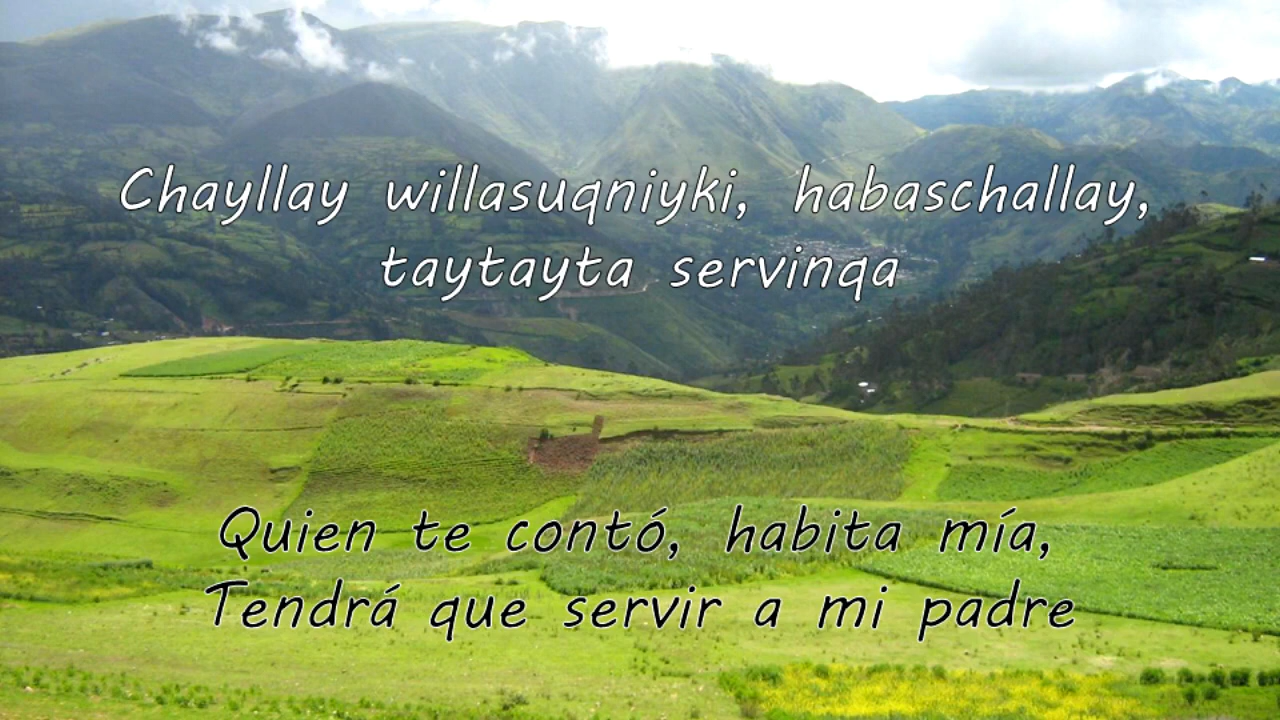 Chayllay willasuqniyki, habaschallay,
taytayta servinqa
Quien te contó, habita mía,
Tendrá que servir a mi padre